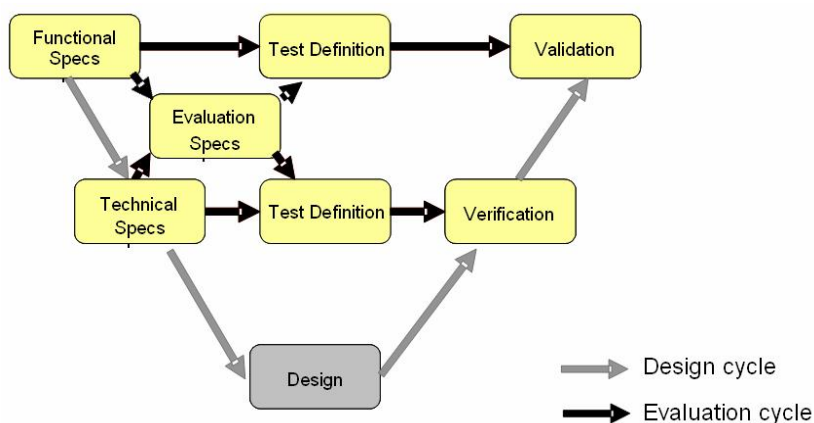 Functional
Specs
Test Definition
Validation
Evaluation
Specs
Technical
Specs
Test Definition
Verification
Design
Design cycle
Evaluation cycle